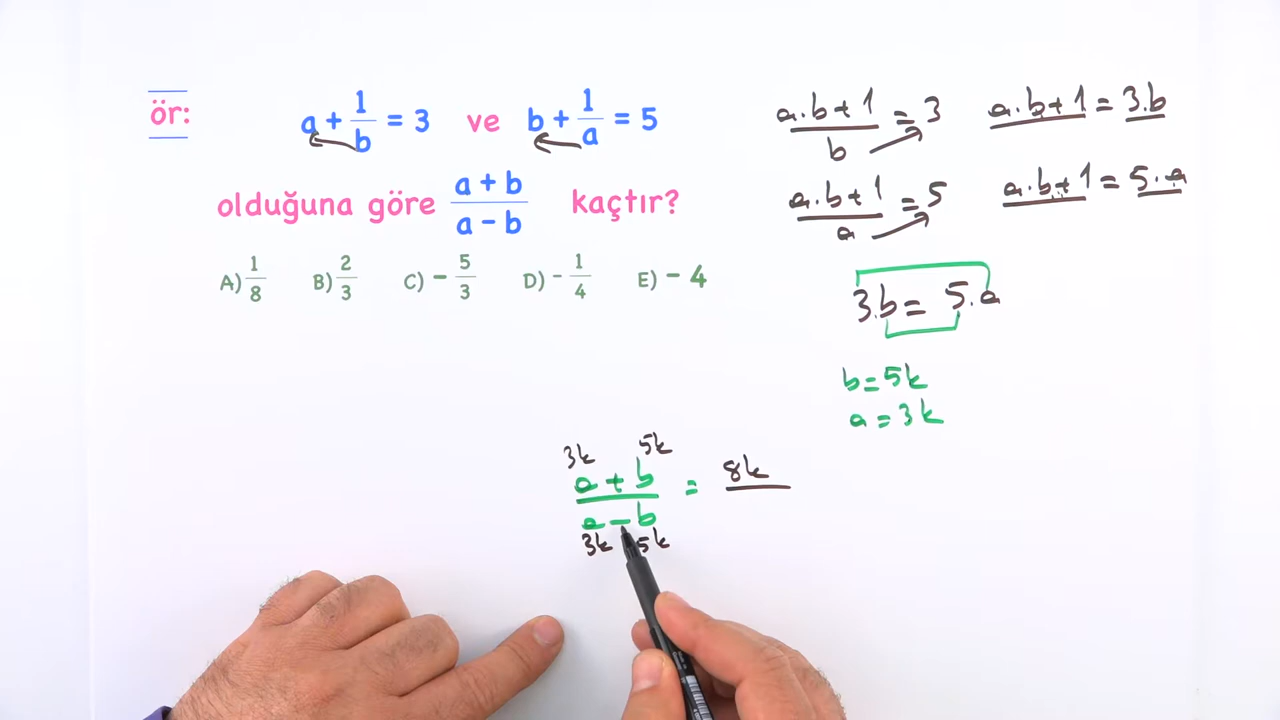 ör: a + 1/b = 3 ve b + 1/a = 5
olduğuna göre (a + b)/(a - b) kaçtır?
A) 1/8 B) 2/3 C) - 5/3 D) - 1/4 E) - 4
(a.b+1)/b = 3 a.b+1 = 3.b
(a.b+1)/a = 5 a.b+1 = 5.a
3.b = 5.a
b = 5k
a = 3k
3k 5k
(a + b)/(a - b) = 8k
3k 5k